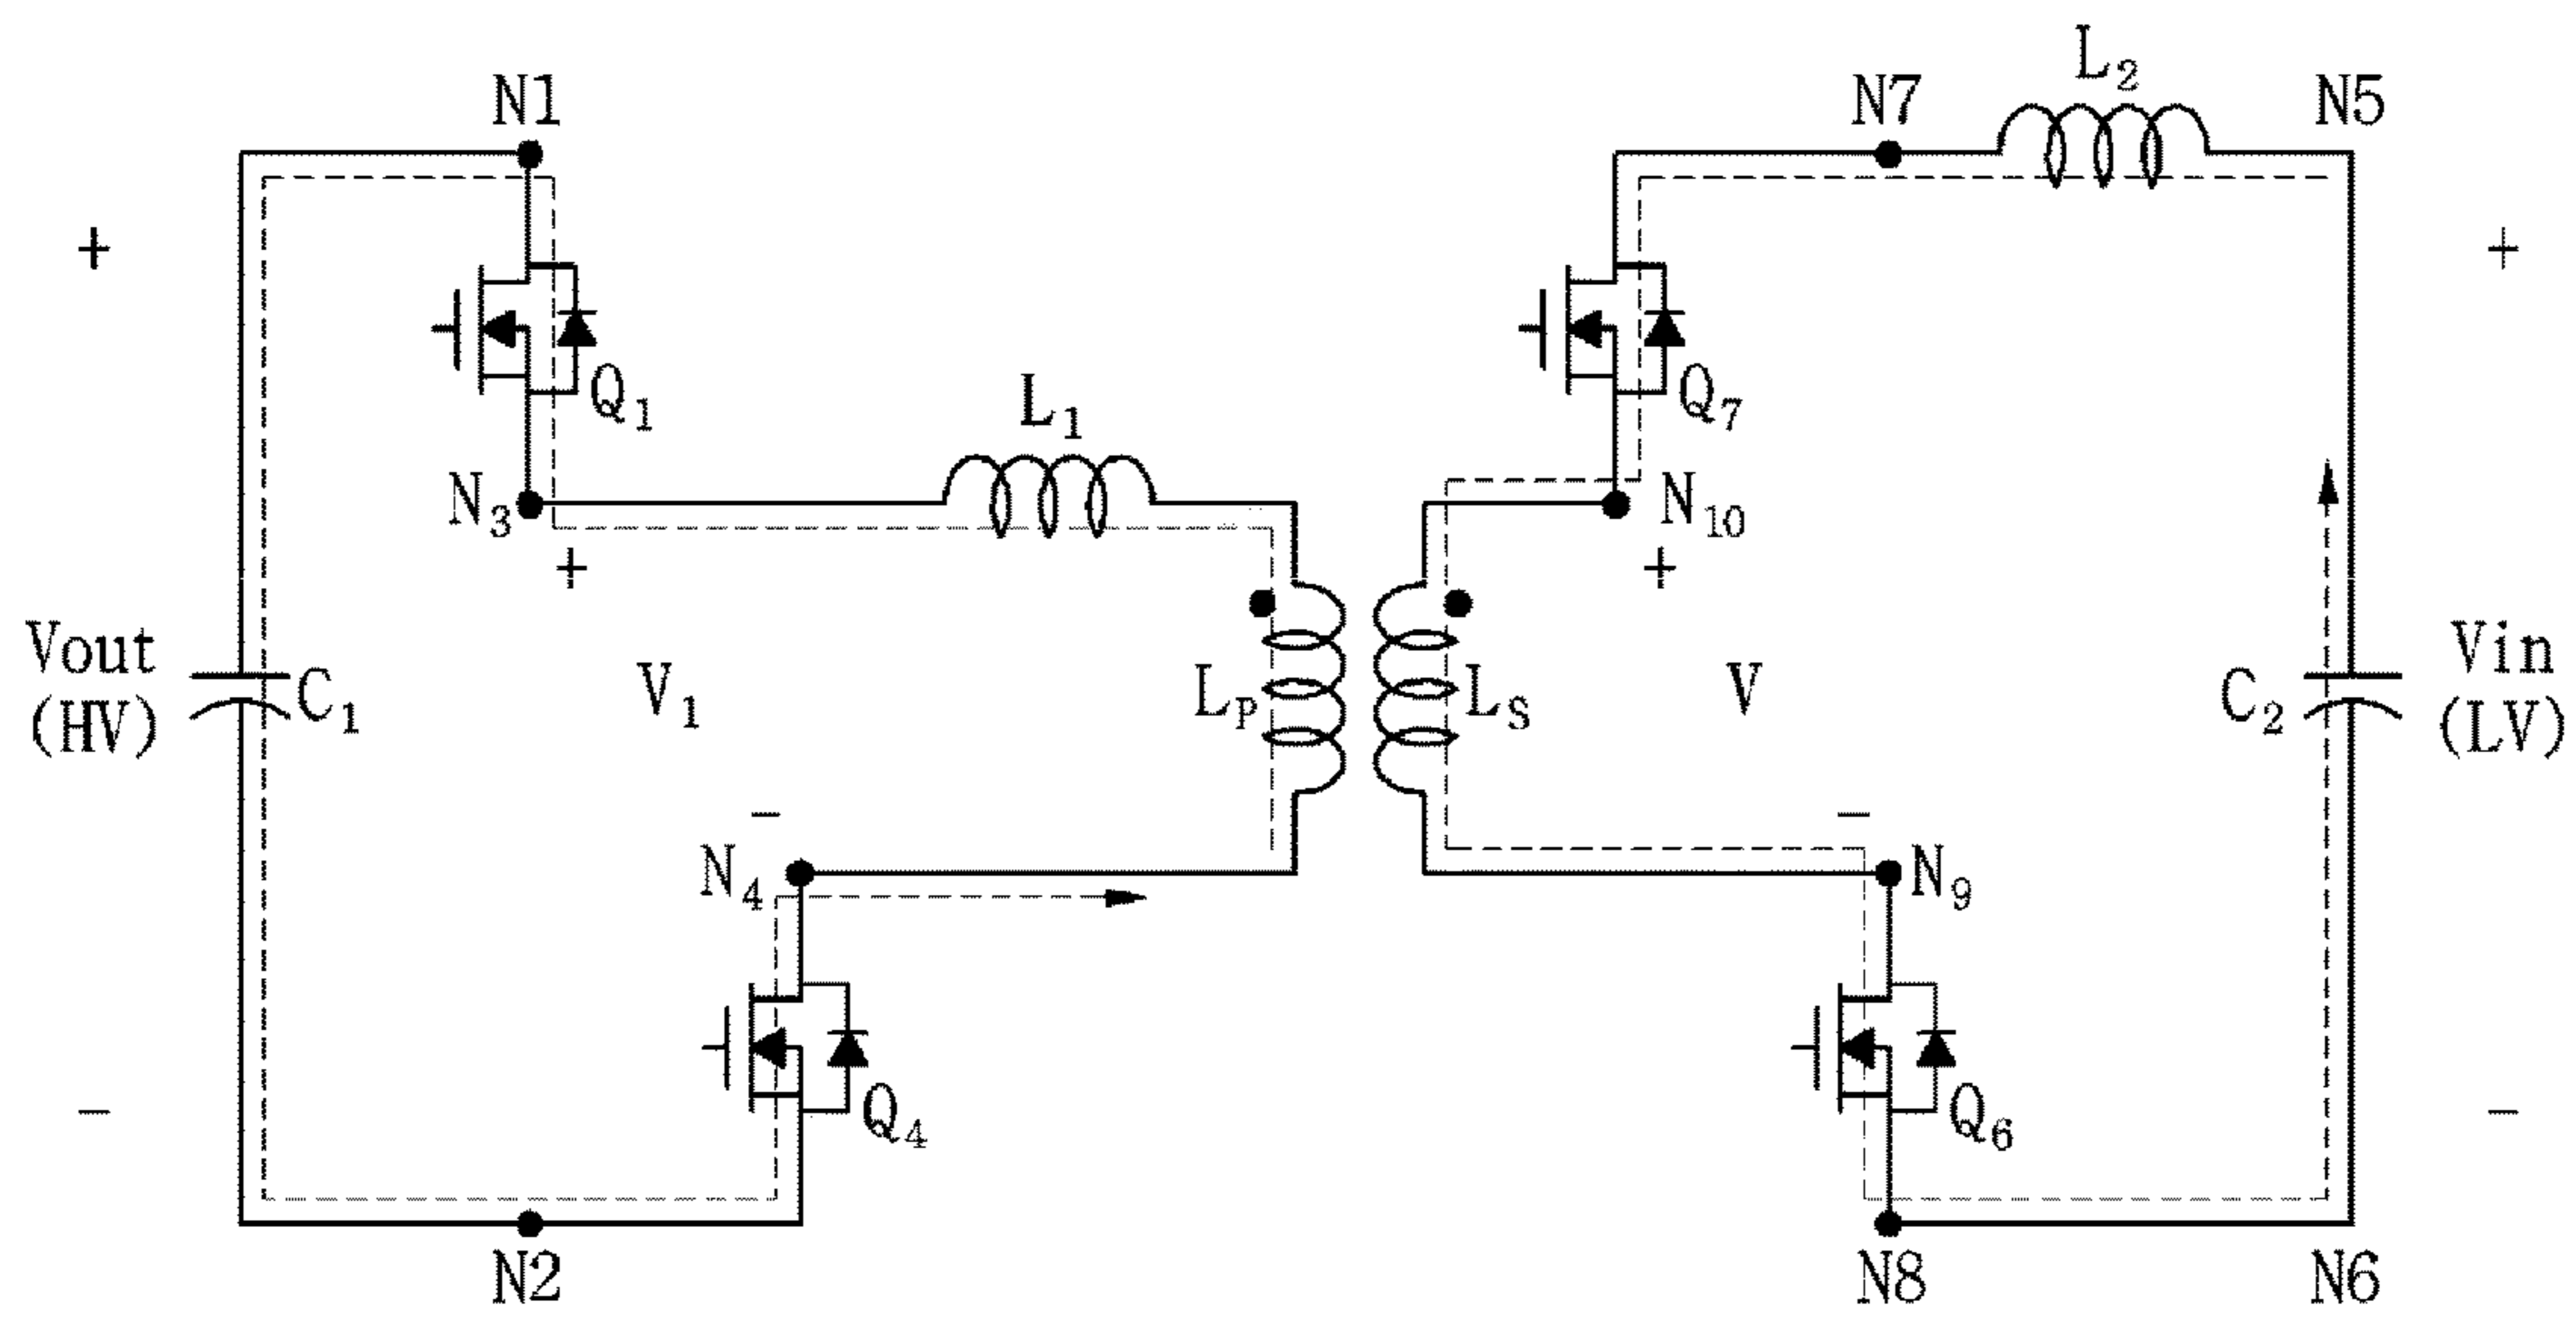 N1
N7
L2
N5
+
+
Q1
Q7
L1
N3
N10
+
+
Vout
(HV)
C1
V1
LP
LS
V
C2
Vin
(LV)
−
−
N4
N9
Q4
Q6
−
−
N2
N8
N6